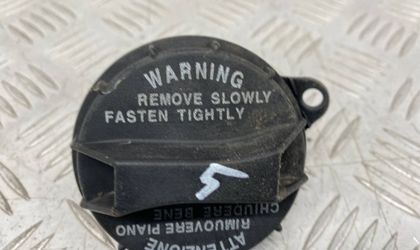 WARNING
REMOVE SLOWLY
FASTEN TIGHTLY
5
CHIUDERE BENE
RIMUOVERE PIANO
ATTENZIONE